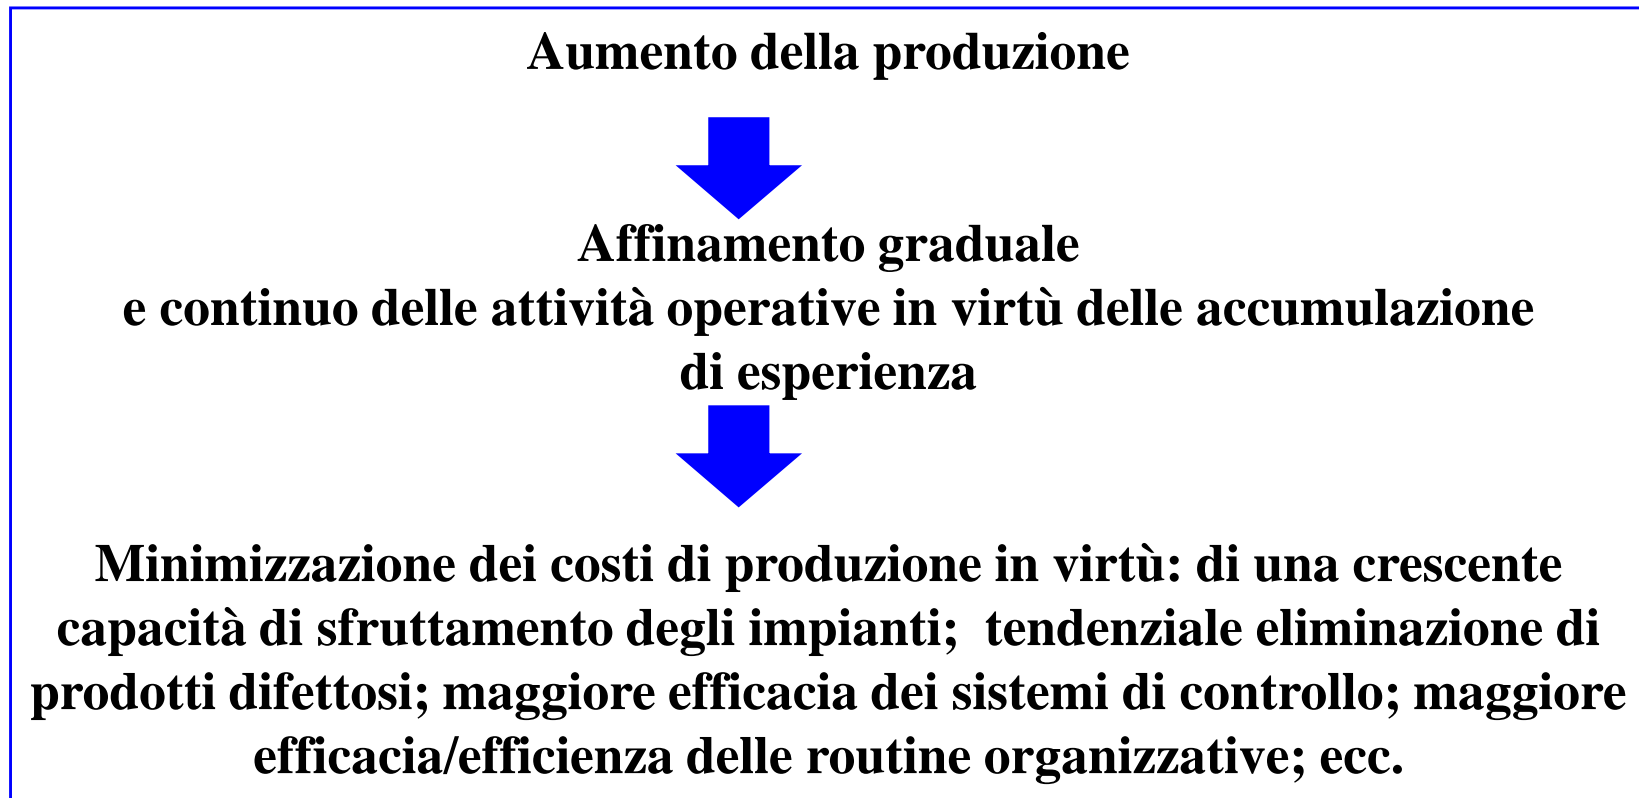 Aumento della produzione
Affinamento graduale
e continuo delle attività operative in virtù delle accumulazione
di esperienza
Minimizzazione dei costi di produzione in virtù: di una crescente
capacità di sfruttamento degli impianti;  tendenziale eliminazione di
prodotti difettosi; maggiore efficacia dei sistemi di controllo; maggiore
efficacia/efficienza delle routine organizzative; ecc.